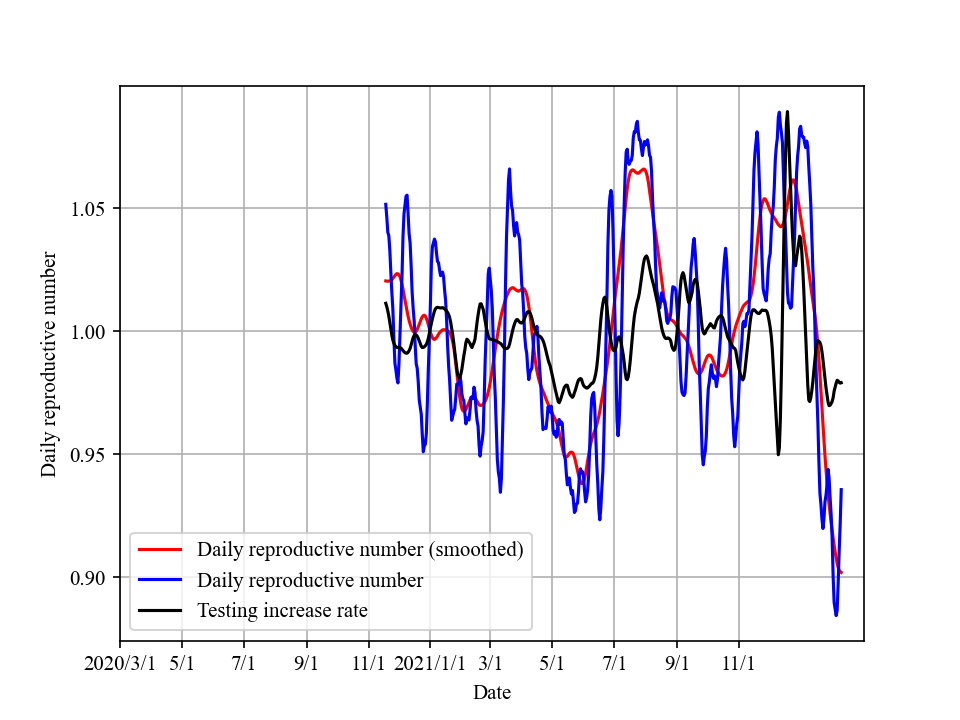 Daily reproductive number
1.05
1.00
0.95
0.90
Daily reproductive number (smoothed)
Daily reproductive number
Testing increase rate
2020/3/1 5/1 7/1 9/1 11/1 2021/1/1 3/1 5/1 7/1 9/1 11/1
Date